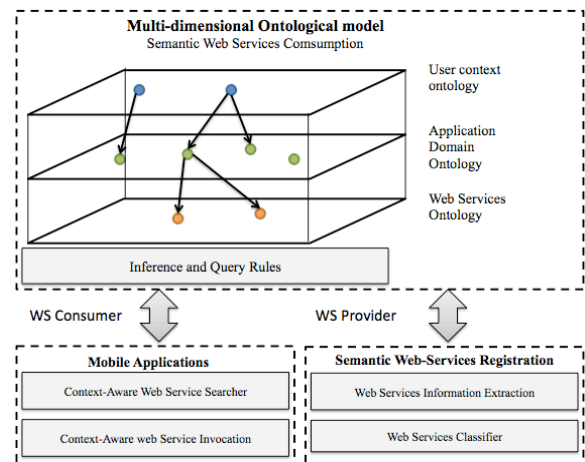 Multi-dimensional Ontological model
Semantic Web Services Comsumption
User context
ontology
Application
Domain
Ontology
Web Services
Ontology
Inference and Query Rules
WS Consumer
WS Provider
Mobile Applications
Context-Aware Web Service Searcher
Context-Aware web Service Invocation
Semantic Web-Services Registration
Web Services Information Extraction
Web Services Classifier